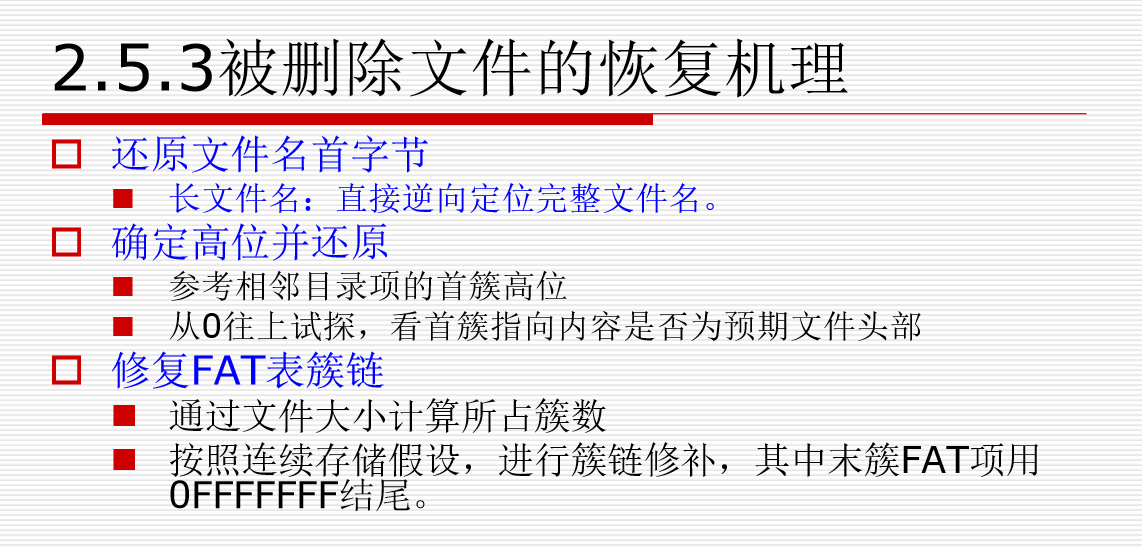 2.5.3被删除文件的恢复机理
还原文件名首字节
长文件名：直接逆向定位完整文件名。
确定高位并还原
参考相邻目录项的首簇高位
从0往上试探，看首簇指向内容是否为预期文件头部
修复FAT表簇链
通过文件大小计算所占簇数
按照连续存储假设，进行簇链修补，其中末簇FAT项用
0FFFFFFF结尾。